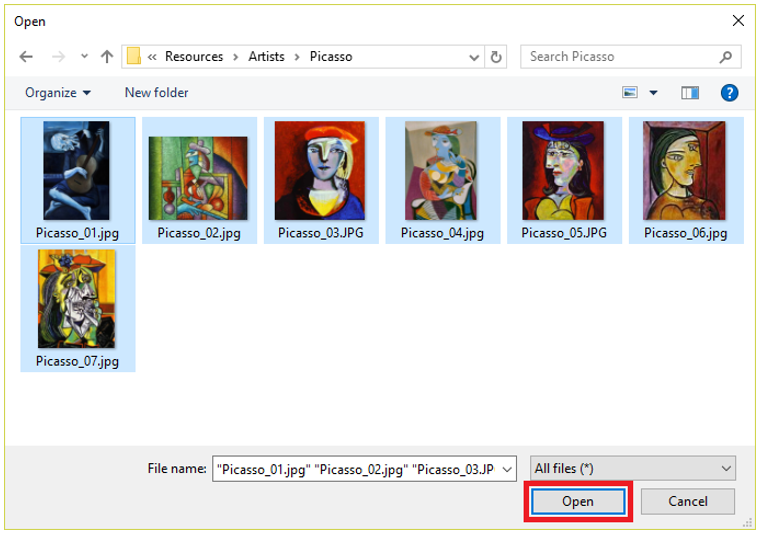 Open
« Resources > Artists > Picasso
Search Picasso
Organize
New folder
?
Picasso_01.jpg
Picasso_02.jpg
Picasso_03.JPG
Picasso_04.jpg
Picasso_05.JPG
Picasso_06.jpg
Picasso_07.jpg
File name:
"Picasso_01.jpg" "Picasso_02.jpg" "Picasso_03.JP
All files (*)
Open
Cancel